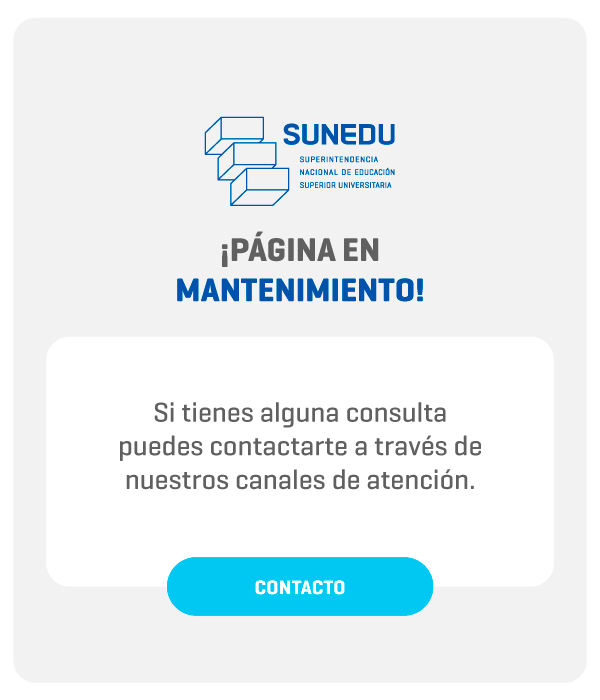 SUNEDU
SUPERINTENDENCIA
NACIONAL DE EDUCACIÓN
SUPERIOR UNIVERSITARIA
¡PÁGINA EN
MANTENIMIENTO!
Si tienes alguna consulta
puedes contactarte a través de
nuestros canales de atención.
CONTACTO